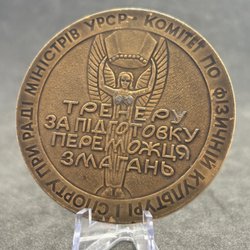 КОМІТЕТ ПО ФІЗИЧНІЙ КУЛЬТУРІ І СПОРТУ ПРИ РАДІ МІНІСТРІВ УРСР
ТРЕНЕРУ
ЗА ПІДГОТОВКУ
ПЕРЕМОЖЦЯ
ЗМАГАНЬ